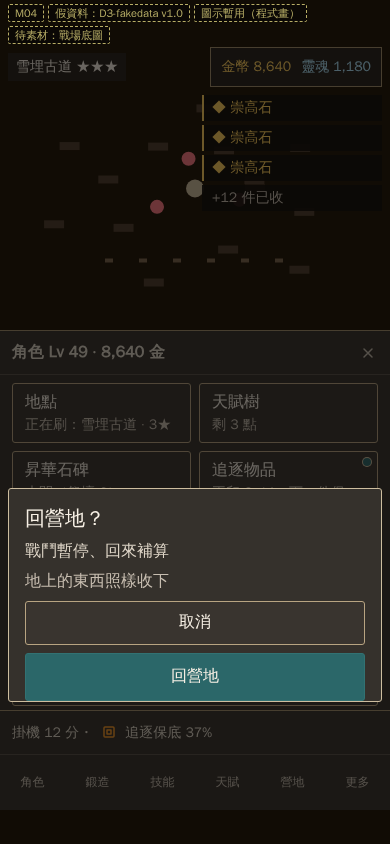 M04 假資料：D3-fakedata v1.0 圖示暫用（程式畫）
待素材：戰場底圖
雪埋古道 ★★★
金幣 8,640 靈魂 1,180
◆ 崇高石
◆ 崇高石
◆ 崇高石
+12 件已收
角色 Lv 49 · 8,640 金 ×
地點
正在刷：雪埋古道 · 3★
天賦樹
剩 3 點
昇華石碑
追逐物品
回營地？
戰鬥暫停、回來補算
地上的東西照樣收下
取消
回營地
掛機 12 分 · 追逐保底 37%
角色 鍛造 技能 天賦 營地 更多